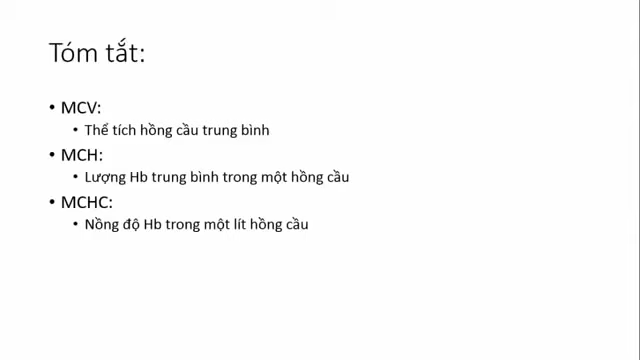 Tóm tắt:
• MCV:
• Thể tích hồng cầu trung bình
• MCH:
• Lượng Hb trung bình trong một hồng cầu
• MCHC:
• Nồng độ Hb trong một lít hồng cầu